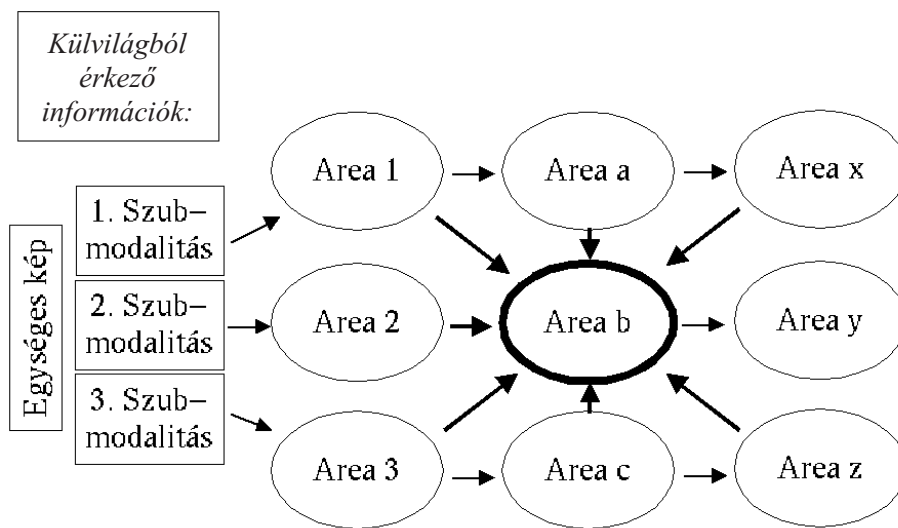 Külvilágból
érkező
információk:
Egységes kép
1. Szub–
modalitás
2. Szub–
modalitás
3. Szub–
modalitás
Area 1
Area a
Area x
Area 2
Area b
Area y
Area 3
Area c
Area z